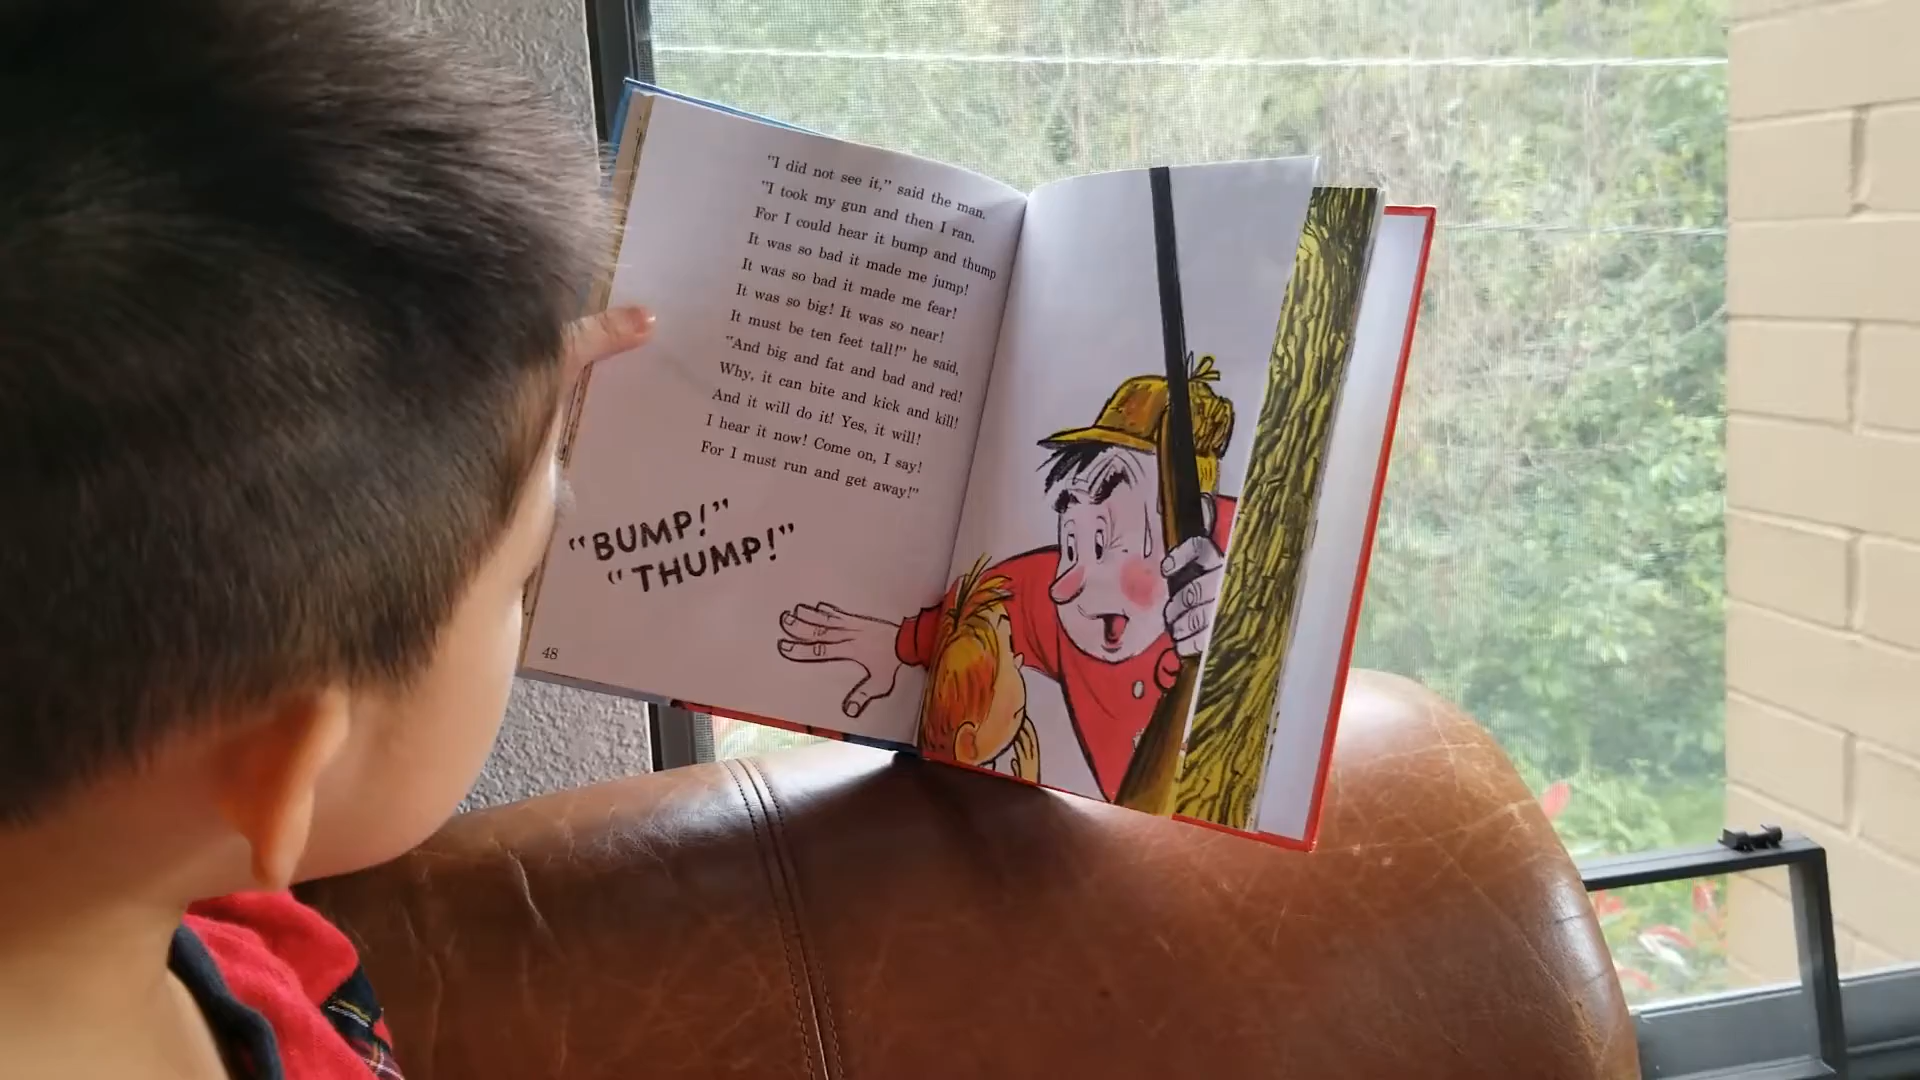 "I did not see it," said the man.
"I took my gun and then I ran.
For I could hear it bump and thump
It was so bad it made me jump!
It was so bad it made me fear!
It was so big! It was so near!
It must be ten feet tall!" he said,
"And big and fat and bad and red!
Why, it can bite and kick and kill!
And it will do it! Yes, it will!
I hear it now! Come on, I say!
For I must run and get away!"
"BUMP!"
"THUMP!"
48